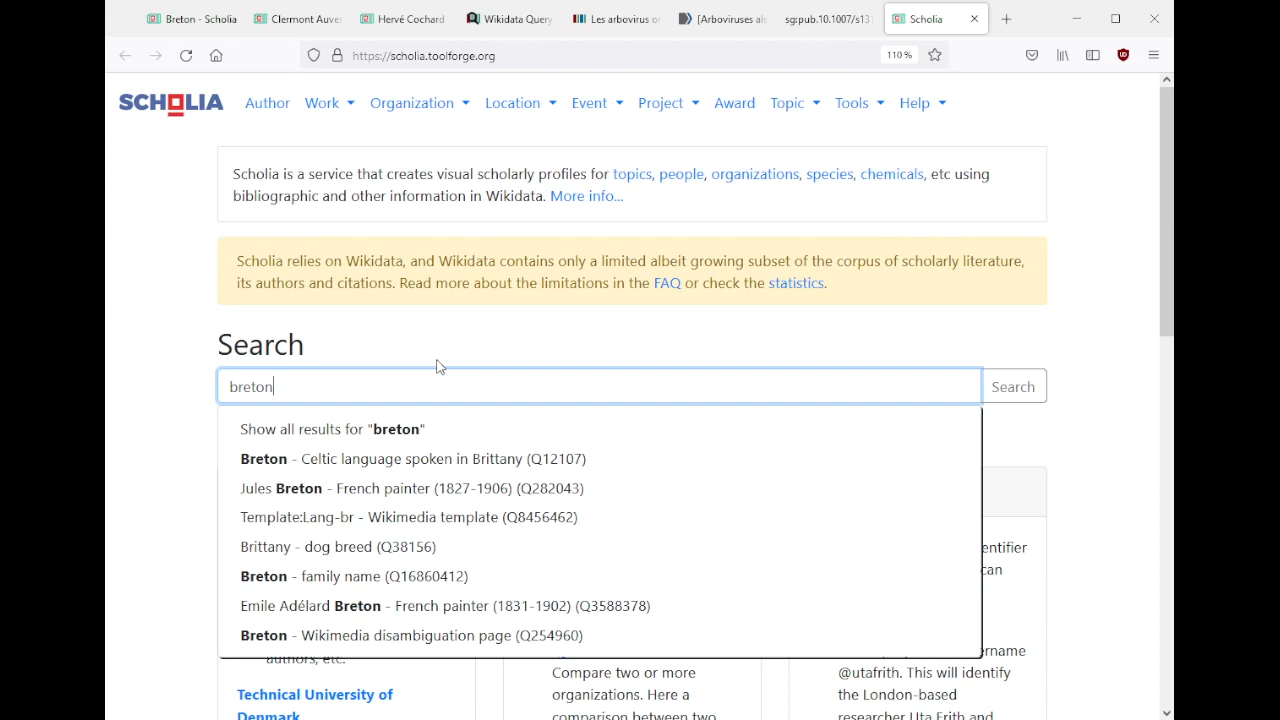 Breton - Scholia
Clermont Auve
Hervé Cochard
Wikidata Query
Les arbovirus o
[Arboviruses als
sg:pub.10.1007/s131
Scholia
https://scholia.toolforge.org
110 %
SCHOLIA
Author
Work
Organization
Location
Event
Project
Award
Topic
Tools
Help
Scholia is a service that creates visual scholarly profiles for topics, people, organizations, species, chemicals, etc using
bibliographic and other information in Wikidata. More info...
Scholia relies on Wikidata, and Wikidata contains only a limited albeit growing subset of the corpus of scholarly literature,
its authors and citations. Read more about the limitations in the FAQ or check the statistics.
Search
breton
Search
Show all results for "breton"
Breton - Celtic language spoken in Brittany (Q12107)
Jules Breton - French painter (1827-1906) (Q282043)
Template:Lang-br - Wikimedia template (Q8456462)
Brittany - dog breed (Q38156)
entifier
can
Breton - family name (Q16860412)
Emile Adélard Breton - French painter (1831-1902) (Q3588378)
Breton - Wikimedia disambiguation page (Q254960)
authors, etc.
Technical University of
Denmark
Compare two or more
organizations. Here a
comparison between two
ername
@utafrith. This will identify
the London-based
researcher Uta Frith and